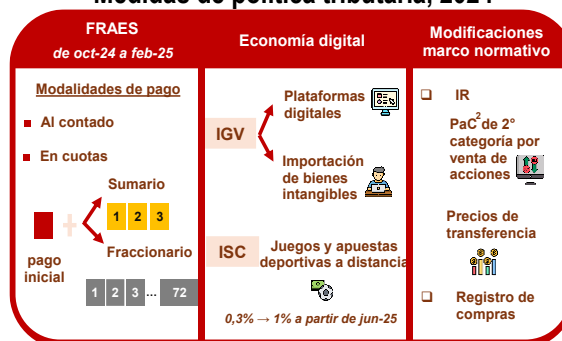 Medidas de política tributaria, 2024
FRAES
de oct-24 a feb-25
Modalidades de pago
Al contado
En cuotas
Sumario
1 2 3
pago
inicial
Fraccionario
1 2 3 ... 72
Economía digital
IGV
Plataformas
digitales
Importación
de bienes
intangibles
ISC
Juegos y apuestas
deportivas a distancia
0,3% → 1% a partir de jun-25
Modificaciones
marco normativo
IR
PaC² de 2°
categoría por
venta de
acciones
Precios de
transferencia
Registro de
compras